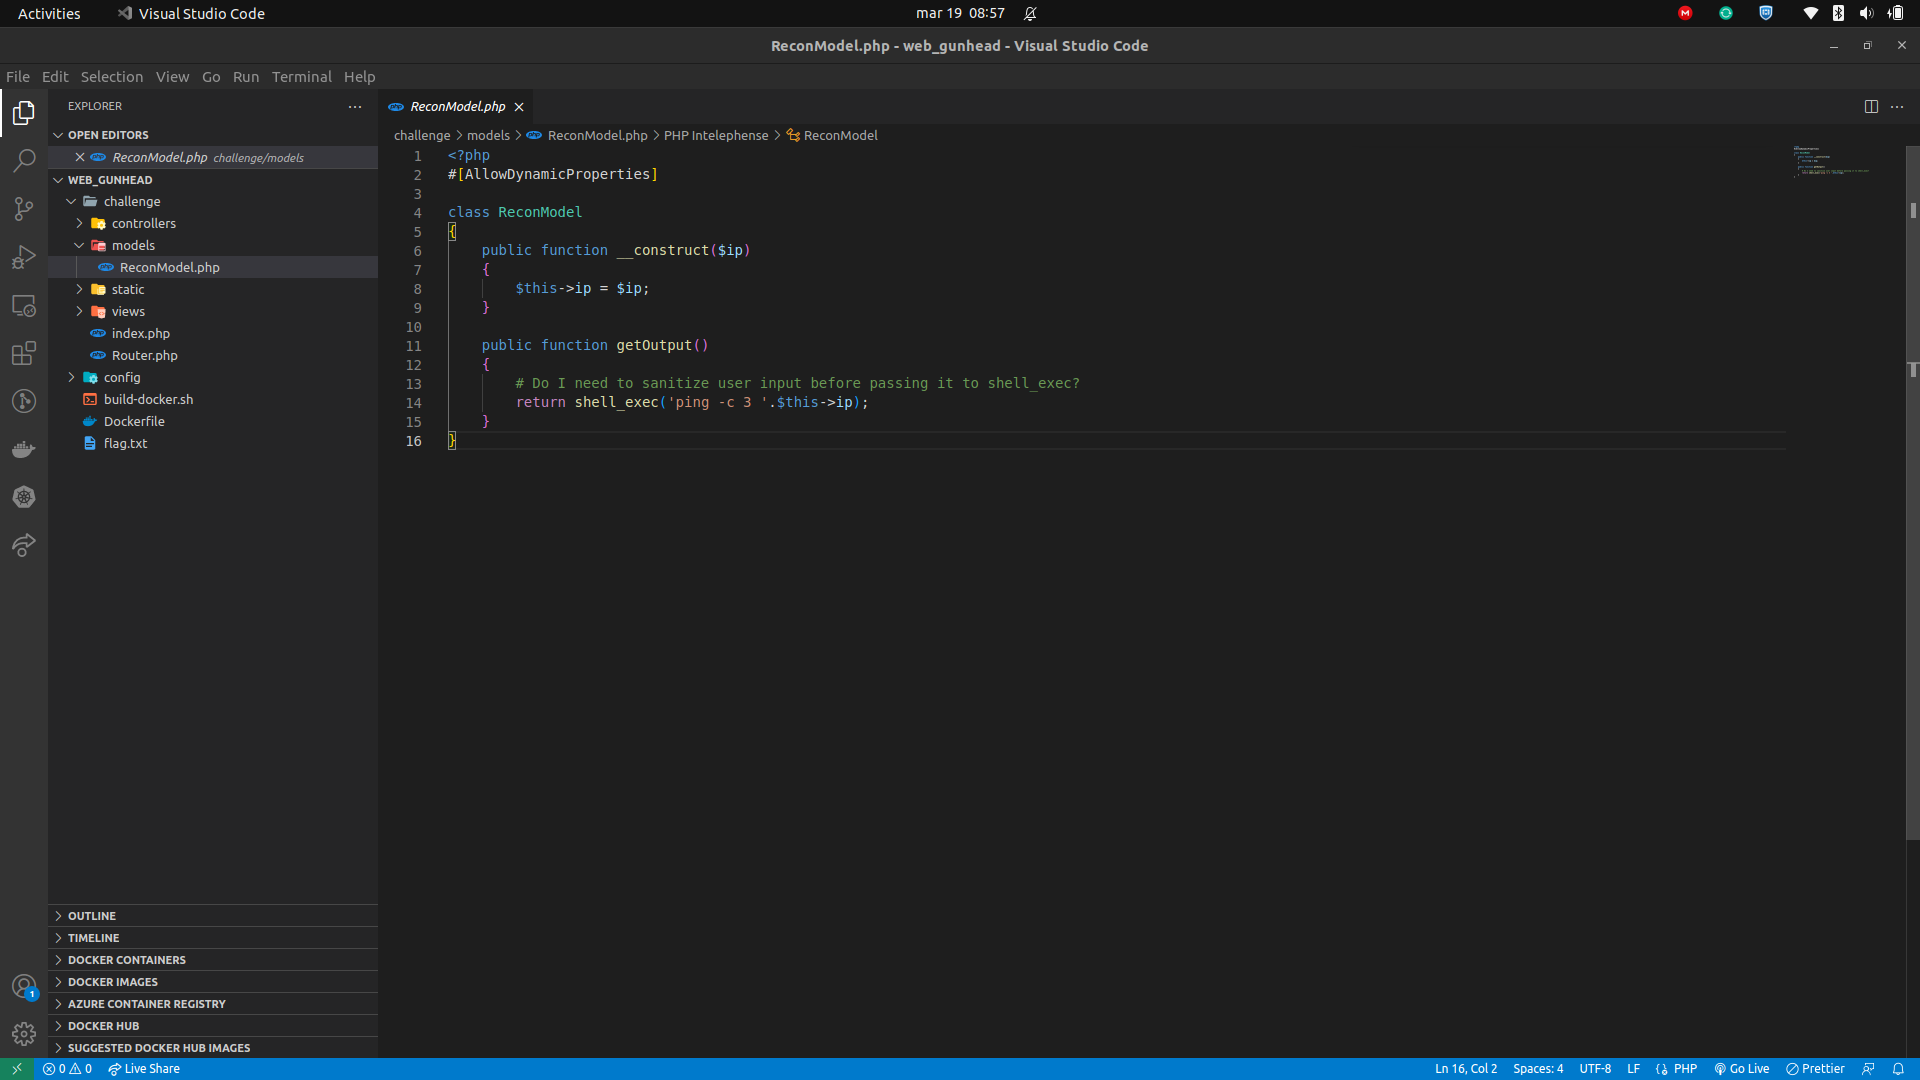 Activities
Visual Studio Code
mar 19 08:57
ReconModel.php - web_gunhead - Visual Studio Code
File Edit Selection View Go Run Terminal Help
EXPLORER
OPEN EDITORS
ReconModel.php challenge/models
WEB_GUNHEAD
challenge
controllers
models
ReconModel.php
static
views
index.php
Router.php
config
build-docker.sh
Dockerfile
flag.txt
OUTLINE
TIMELINE
DOCKER CONTAINERS
DOCKER IMAGES
AZURE CONTAINER REGISTRY
DOCKER HUB
SUGGESTED DOCKER HUB IMAGES
ReconModel.php
challenge > models > ReconModel.php > PHP Intelephense > ReconModel
1 <?php
2 #[AllowDynamicProperties]
3
4 class ReconModel
5 {
6     public function __construct($ip)
7     {
8         $this->ip = $ip;
9     }
10
11     public function getOutput()
12     {
13         # Do I need to sanitize user input before passing it to shell_exec?
14         return shell_exec('ping -c 3 '.$this->ip);
15     }
16 }
1
0 0 Live Share
Ln 16, Col 2 Spaces: 4 UTF-8 LF PHP Go Live Prettier